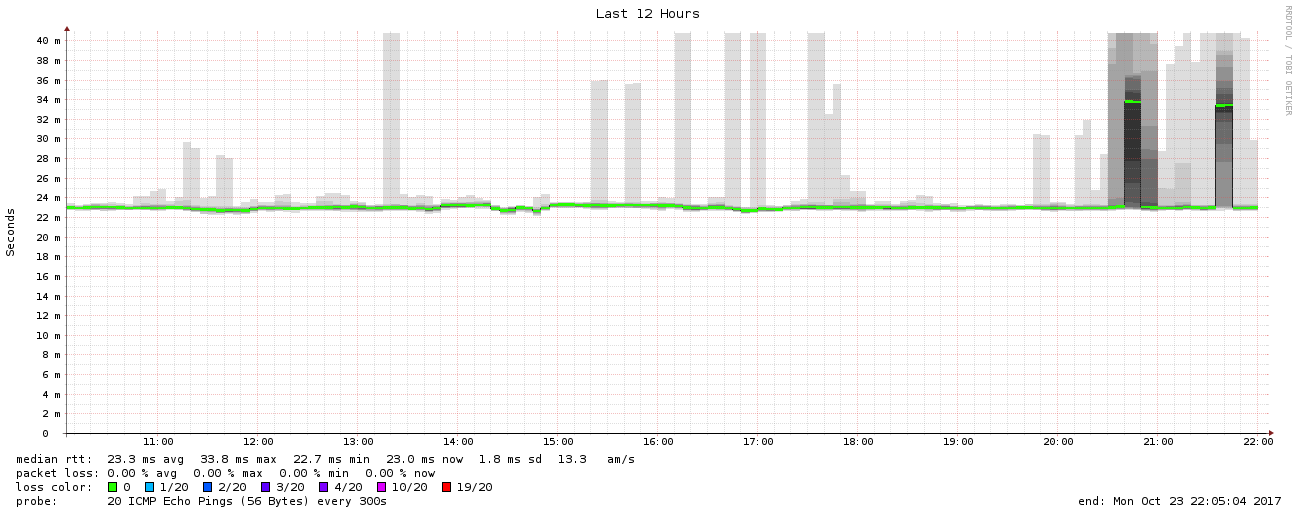 Last 12 Hours
RRDTOOL / TOBI OETIKER
Seconds
40 m
38 m
36 m
34 m
32 m
30 m
28 m
26 m
24 m
22 m
20 m
18 m
16 m
14 m
12 m
10 m
8 m
6 m
4 m
2 m
0
11:00 12:00 13:00 14:00 15:00 16:00 17:00 18:00 19:00 20:00 21:00 22:00
median rtt: 23.3 ms avg 33.8 ms max 22.7 ms min 23.0 ms now 1.8 ms sd 13.3 am/s
packet loss: 0.00 % avg 0.00 % max 0.00 % min 0.00 % now
loss color: 0 1/20 2/20 3/20 4/20 10/20 19/20
probe: 20 ICMP Echo Pings (56 Bytes) every 300s end: Mon Oct 23 22:05:04 2017